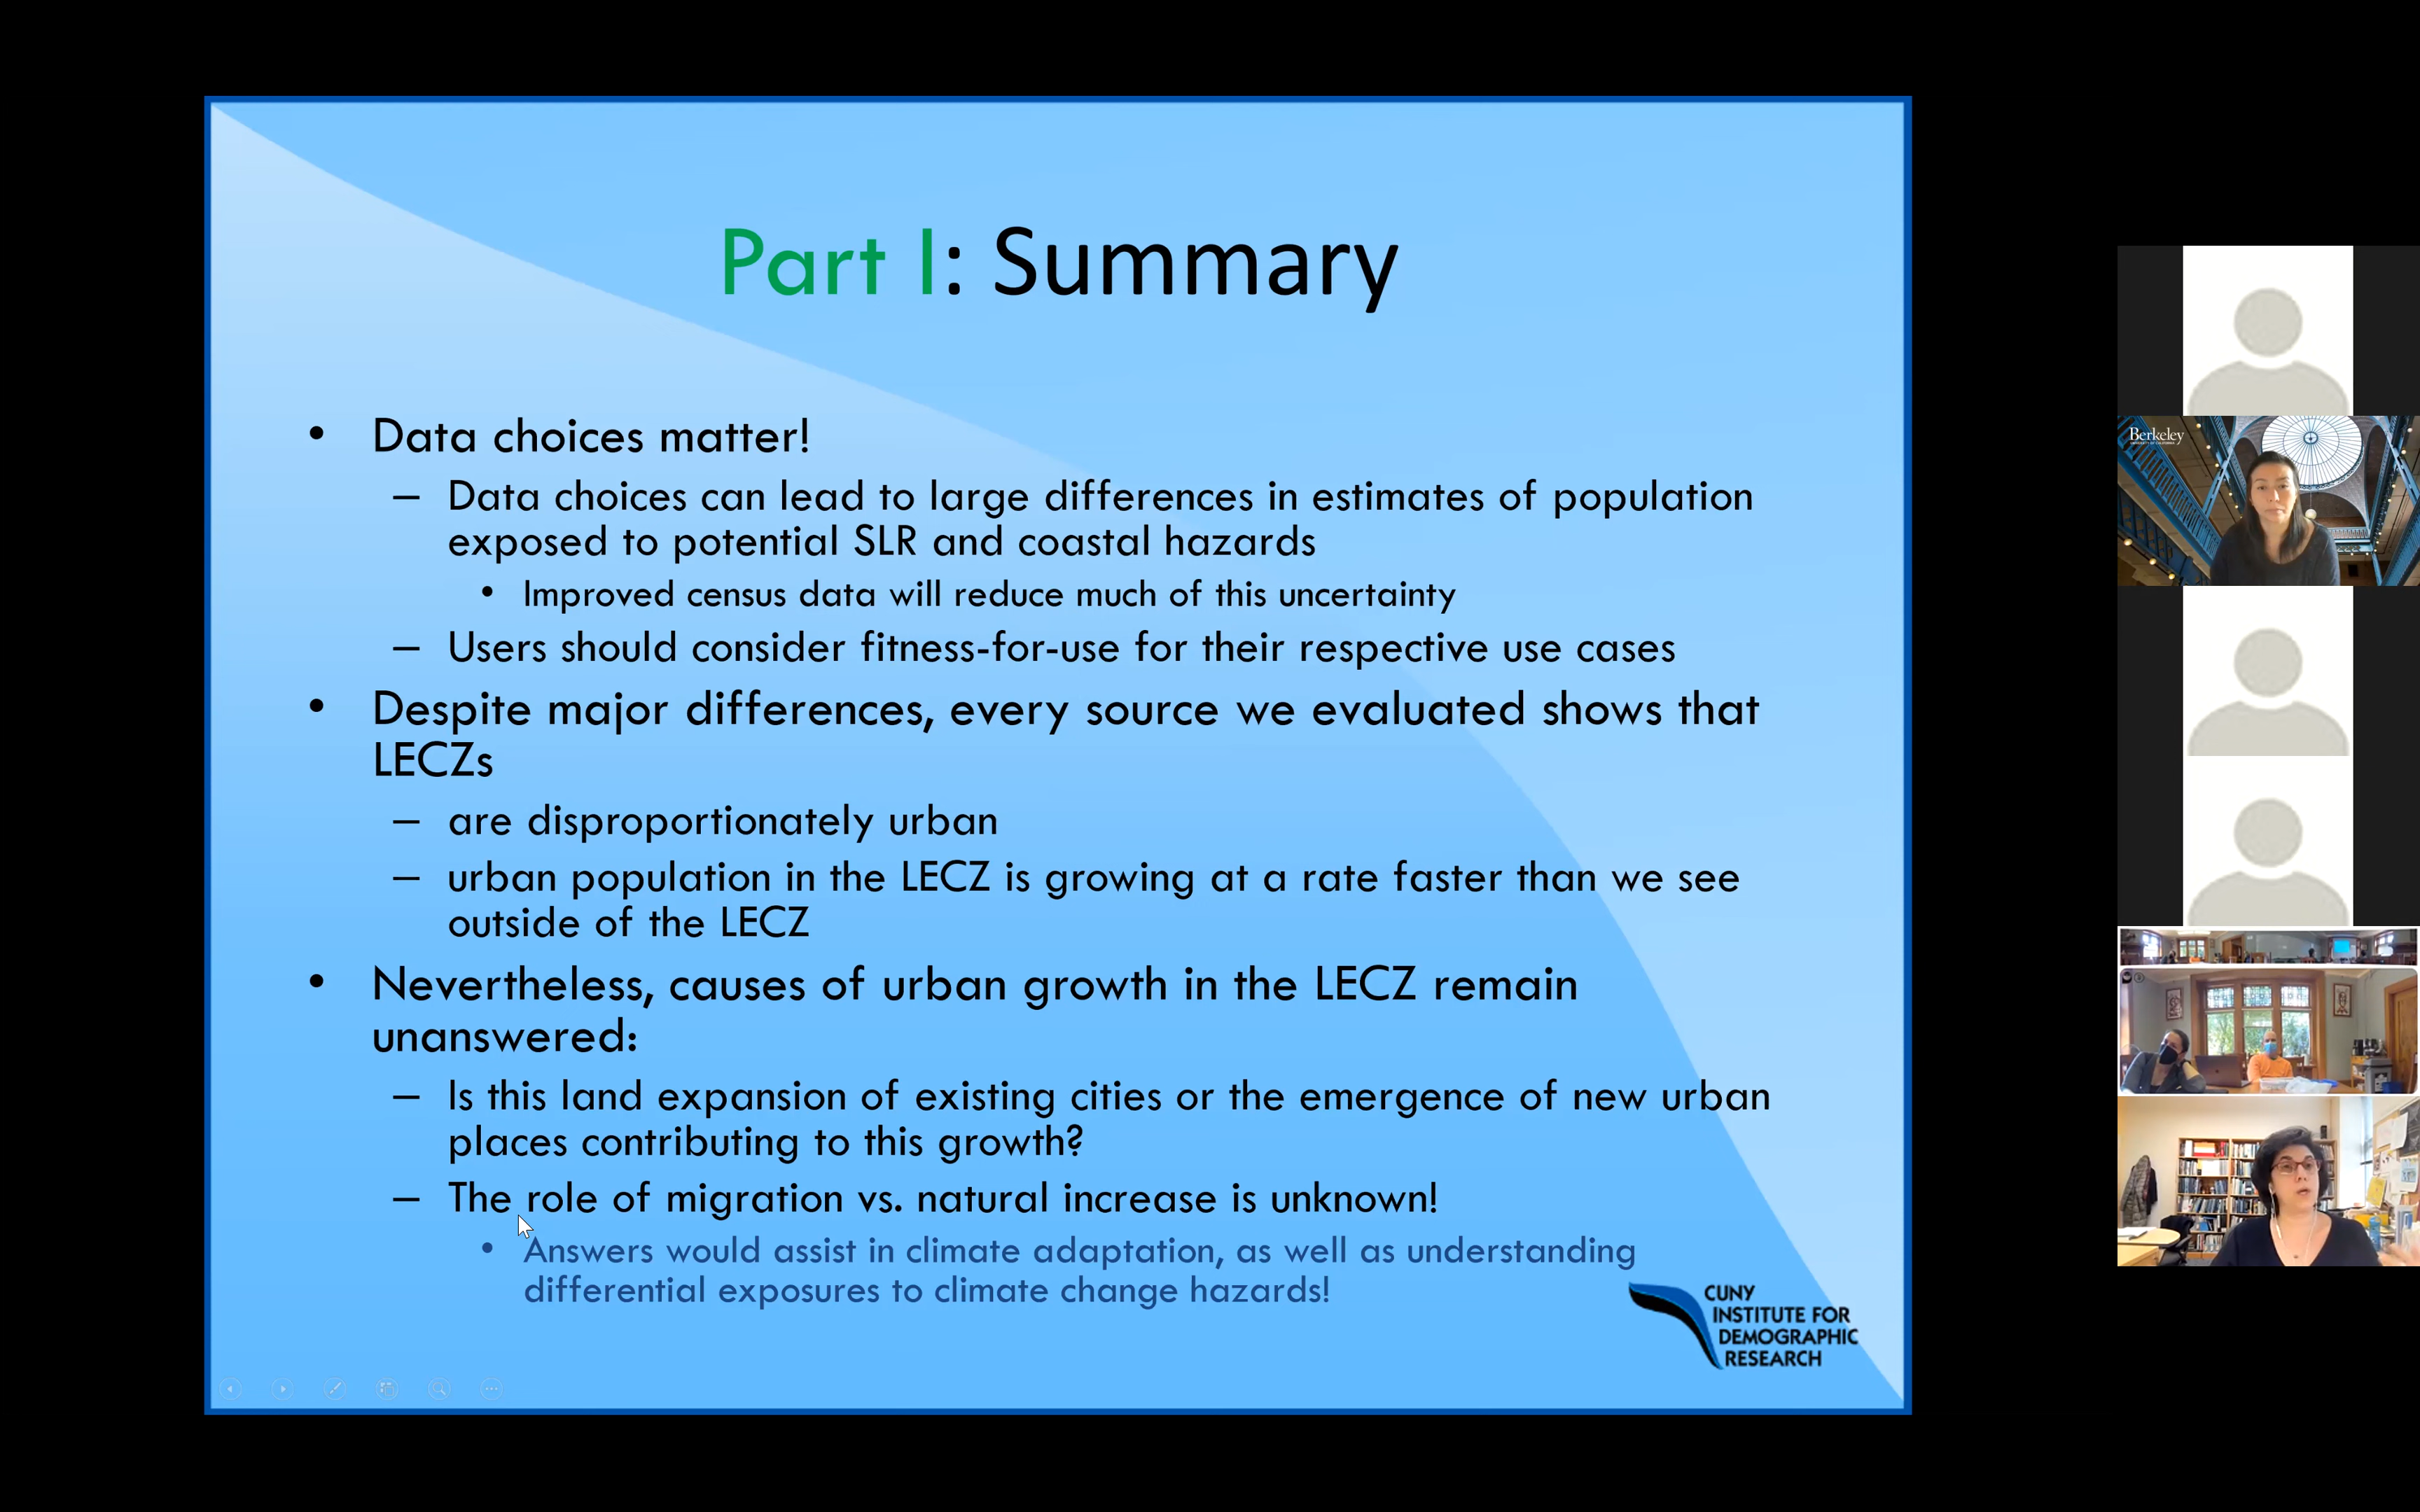 Part I: Summary
• Data choices matter!
– Data choices can lead to large differences in estimates of population
exposed to potential SLR and coastal hazards
• Improved census data will reduce much of this uncertainty
– Users should consider fitness-for-use for their respective use cases
• Despite major differences, every source we evaluated shows that
LECZs
– are disproportionately urban
– urban population in the LECZ is growing at a rate faster than we see
outside of the LECZ
• Nevertheless, causes of urban growth in the LECZ remain
unanswered:
– Is this land expansion of existing cities or the emergence of new urban
places contributing to this growth?
– The role of migration vs. natural increase is unknown!
• Answers would assist in climate adaptation, as well as understanding
differential exposures to climate change hazards!
CUNY
INSTITUTE FOR
DEMOGRAPHIC
RESEARCH
Berkeley